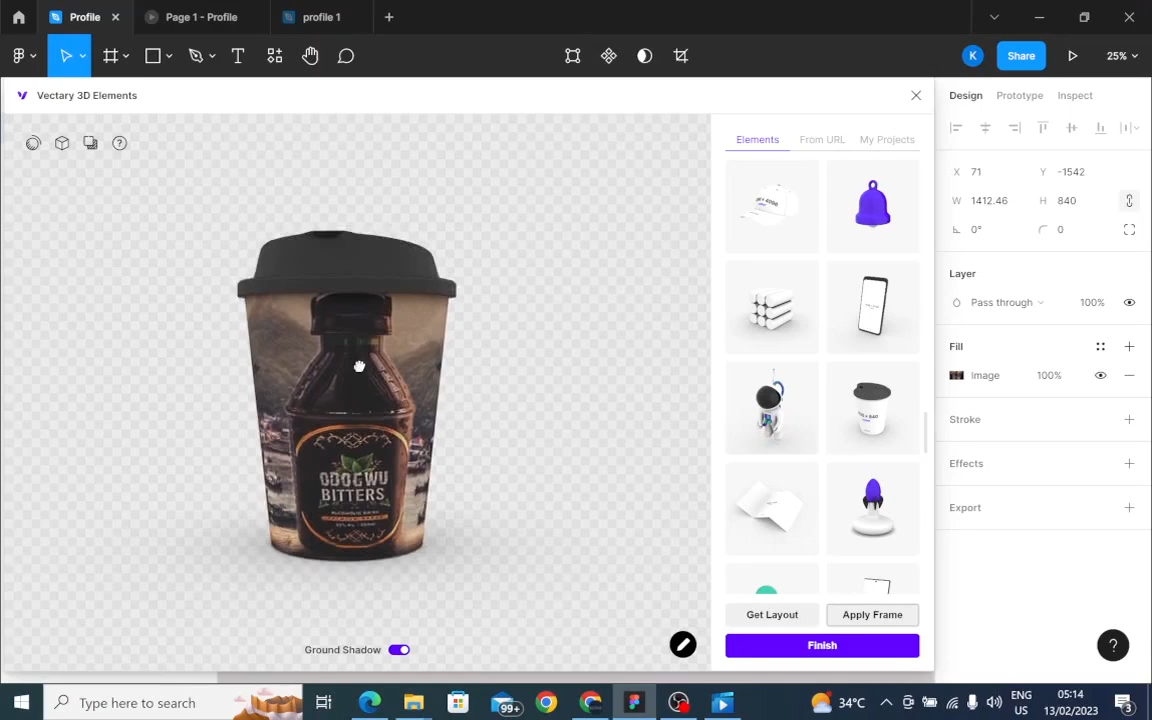 Profile
Page 1 - Profile
profile 1
K
Share
25%
Vectary 3D Elements
Design
Prototype
Inspect
Elements
From URL
My Projects
X
71
Y
-1542
W
1412.46
H
840
0°
0
Layer
Pass through
100%
Fill
Image
100%
Stroke
Effects
Export
ODOGWU
BITTERS
ALCOHOLIC DRINK
Get Layout
Apply Frame
Finish
Ground Shadow
?
Type here to search
99+
34°C
ENG
US
05:14
13/02/2023
3